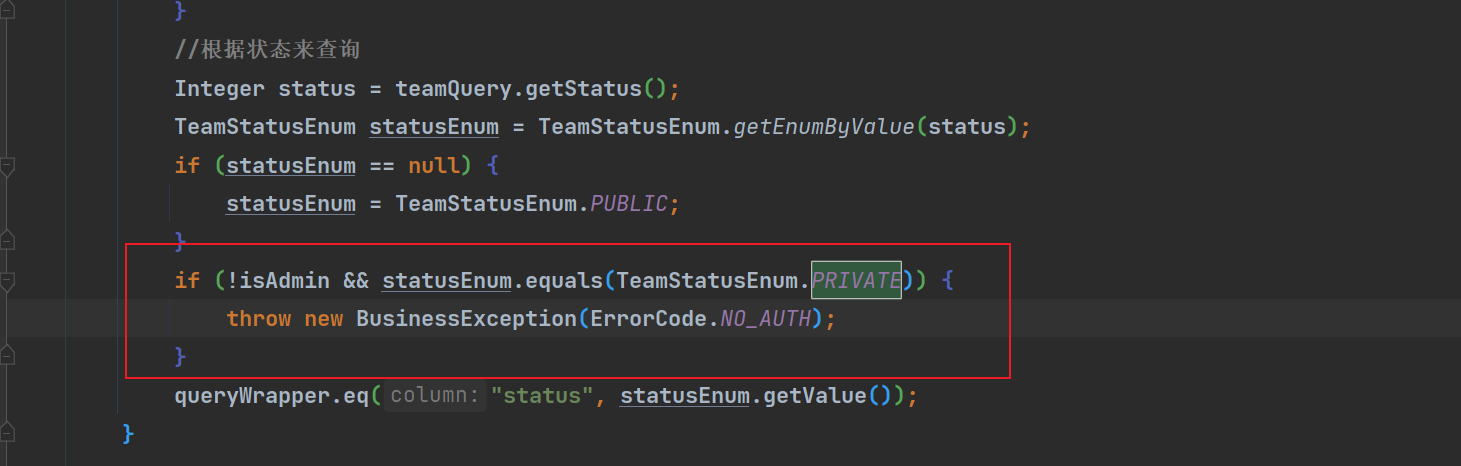 }
//根据状态来查询
Integer status = teamQuery.getStatus();
TeamStatusEnum statusEnum = TeamStatusEnum.getEnumByValue(status);
if (statusEnum == null) {
statusEnum = TeamStatusEnum.PUBLIC;
}
if (!isAdmin && statusEnum.equals(TeamStatusEnum.PRIVATE)) {
throw new BusinessException(ErrorCode.NO_AUTH);
}
queryWrapper.eq( column: "status", statusEnum.getValue());
}